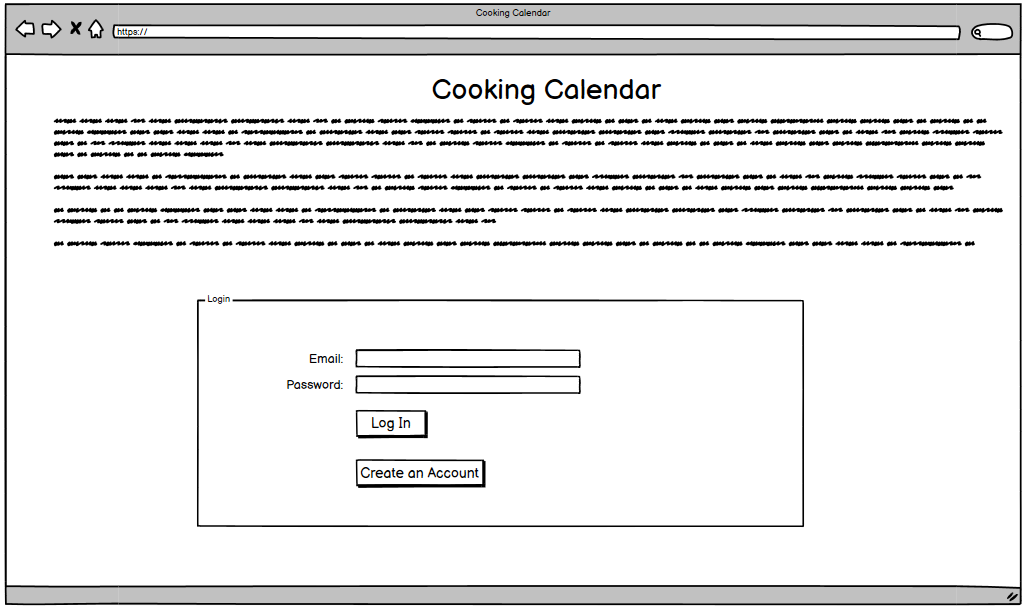 Cooking Calendar
https://
Cooking Calendar
Login
Email:
Password:
Log In
Create an Account